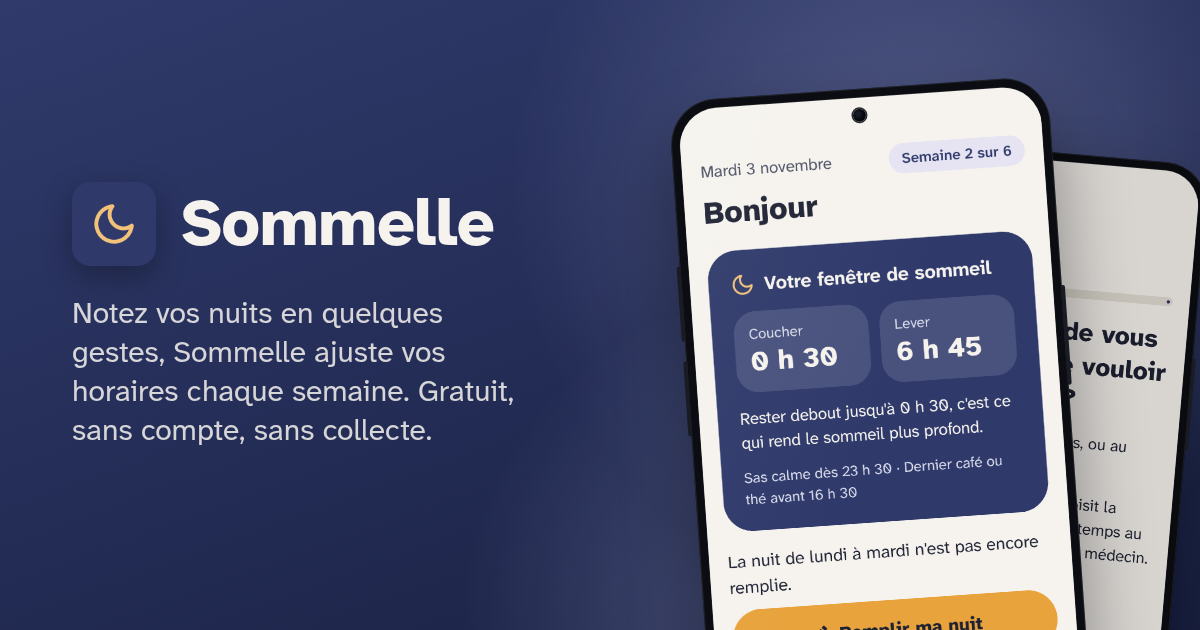 Sommelle
Notez vos nuits en quelques
gestes, Sommelle ajuste vos
horaires chaque semaine. Gratuit,
sans compte, sans collecte.
Mardi 3 novembre
Semaine 2 sur 6
Bonjour
Votre fenêtre de sommeil
Coucher
0 h 30
Lever
6 h 45
Rester debout jusqu'à 0 h 30, c'est ce
qui rend le sommeil plus profond.
Sas calme dès 23 h 30 · Dernier café ou
thé avant 16 h 30
La nuit de lundi à mardi n'est pas encore
remplie.
Remplir ma nuit
de vous
vouloir
ou au
la
temps au
médecin.